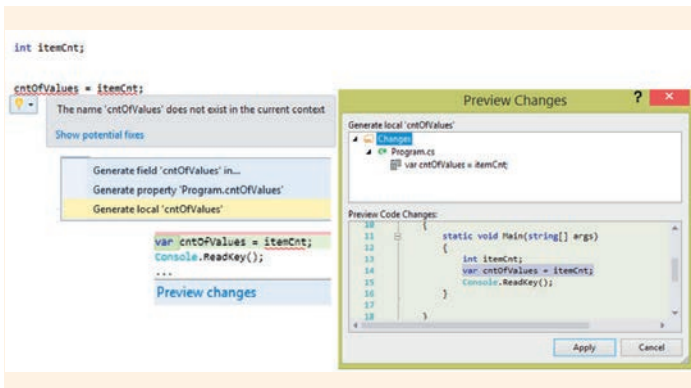 int itemCnt;
cntOfValues = itemCnt;
The name 'cntOfValues' does not exist in the current context
Show potential fixes
Generate field 'cntOfValues' in...
Generate property 'Program.cntOfValues'
Generate local 'cntOfValues'
var cntOfValues = itemCnt;
Console.ReadKey();
...
Preview changes
Preview Changes
? ×
Generate local 'cntOfValues'
Changes
C# Program.cs
var cntOfValues = itemCnt;
Preview Code Changes:
10 {
11 static void Main(string[] args)
12 {
13 int itemCnt;
14 var cntOfValues = itemCnt;
15 Console.ReadKey();
16 }
17
18 }
Apply Cancel